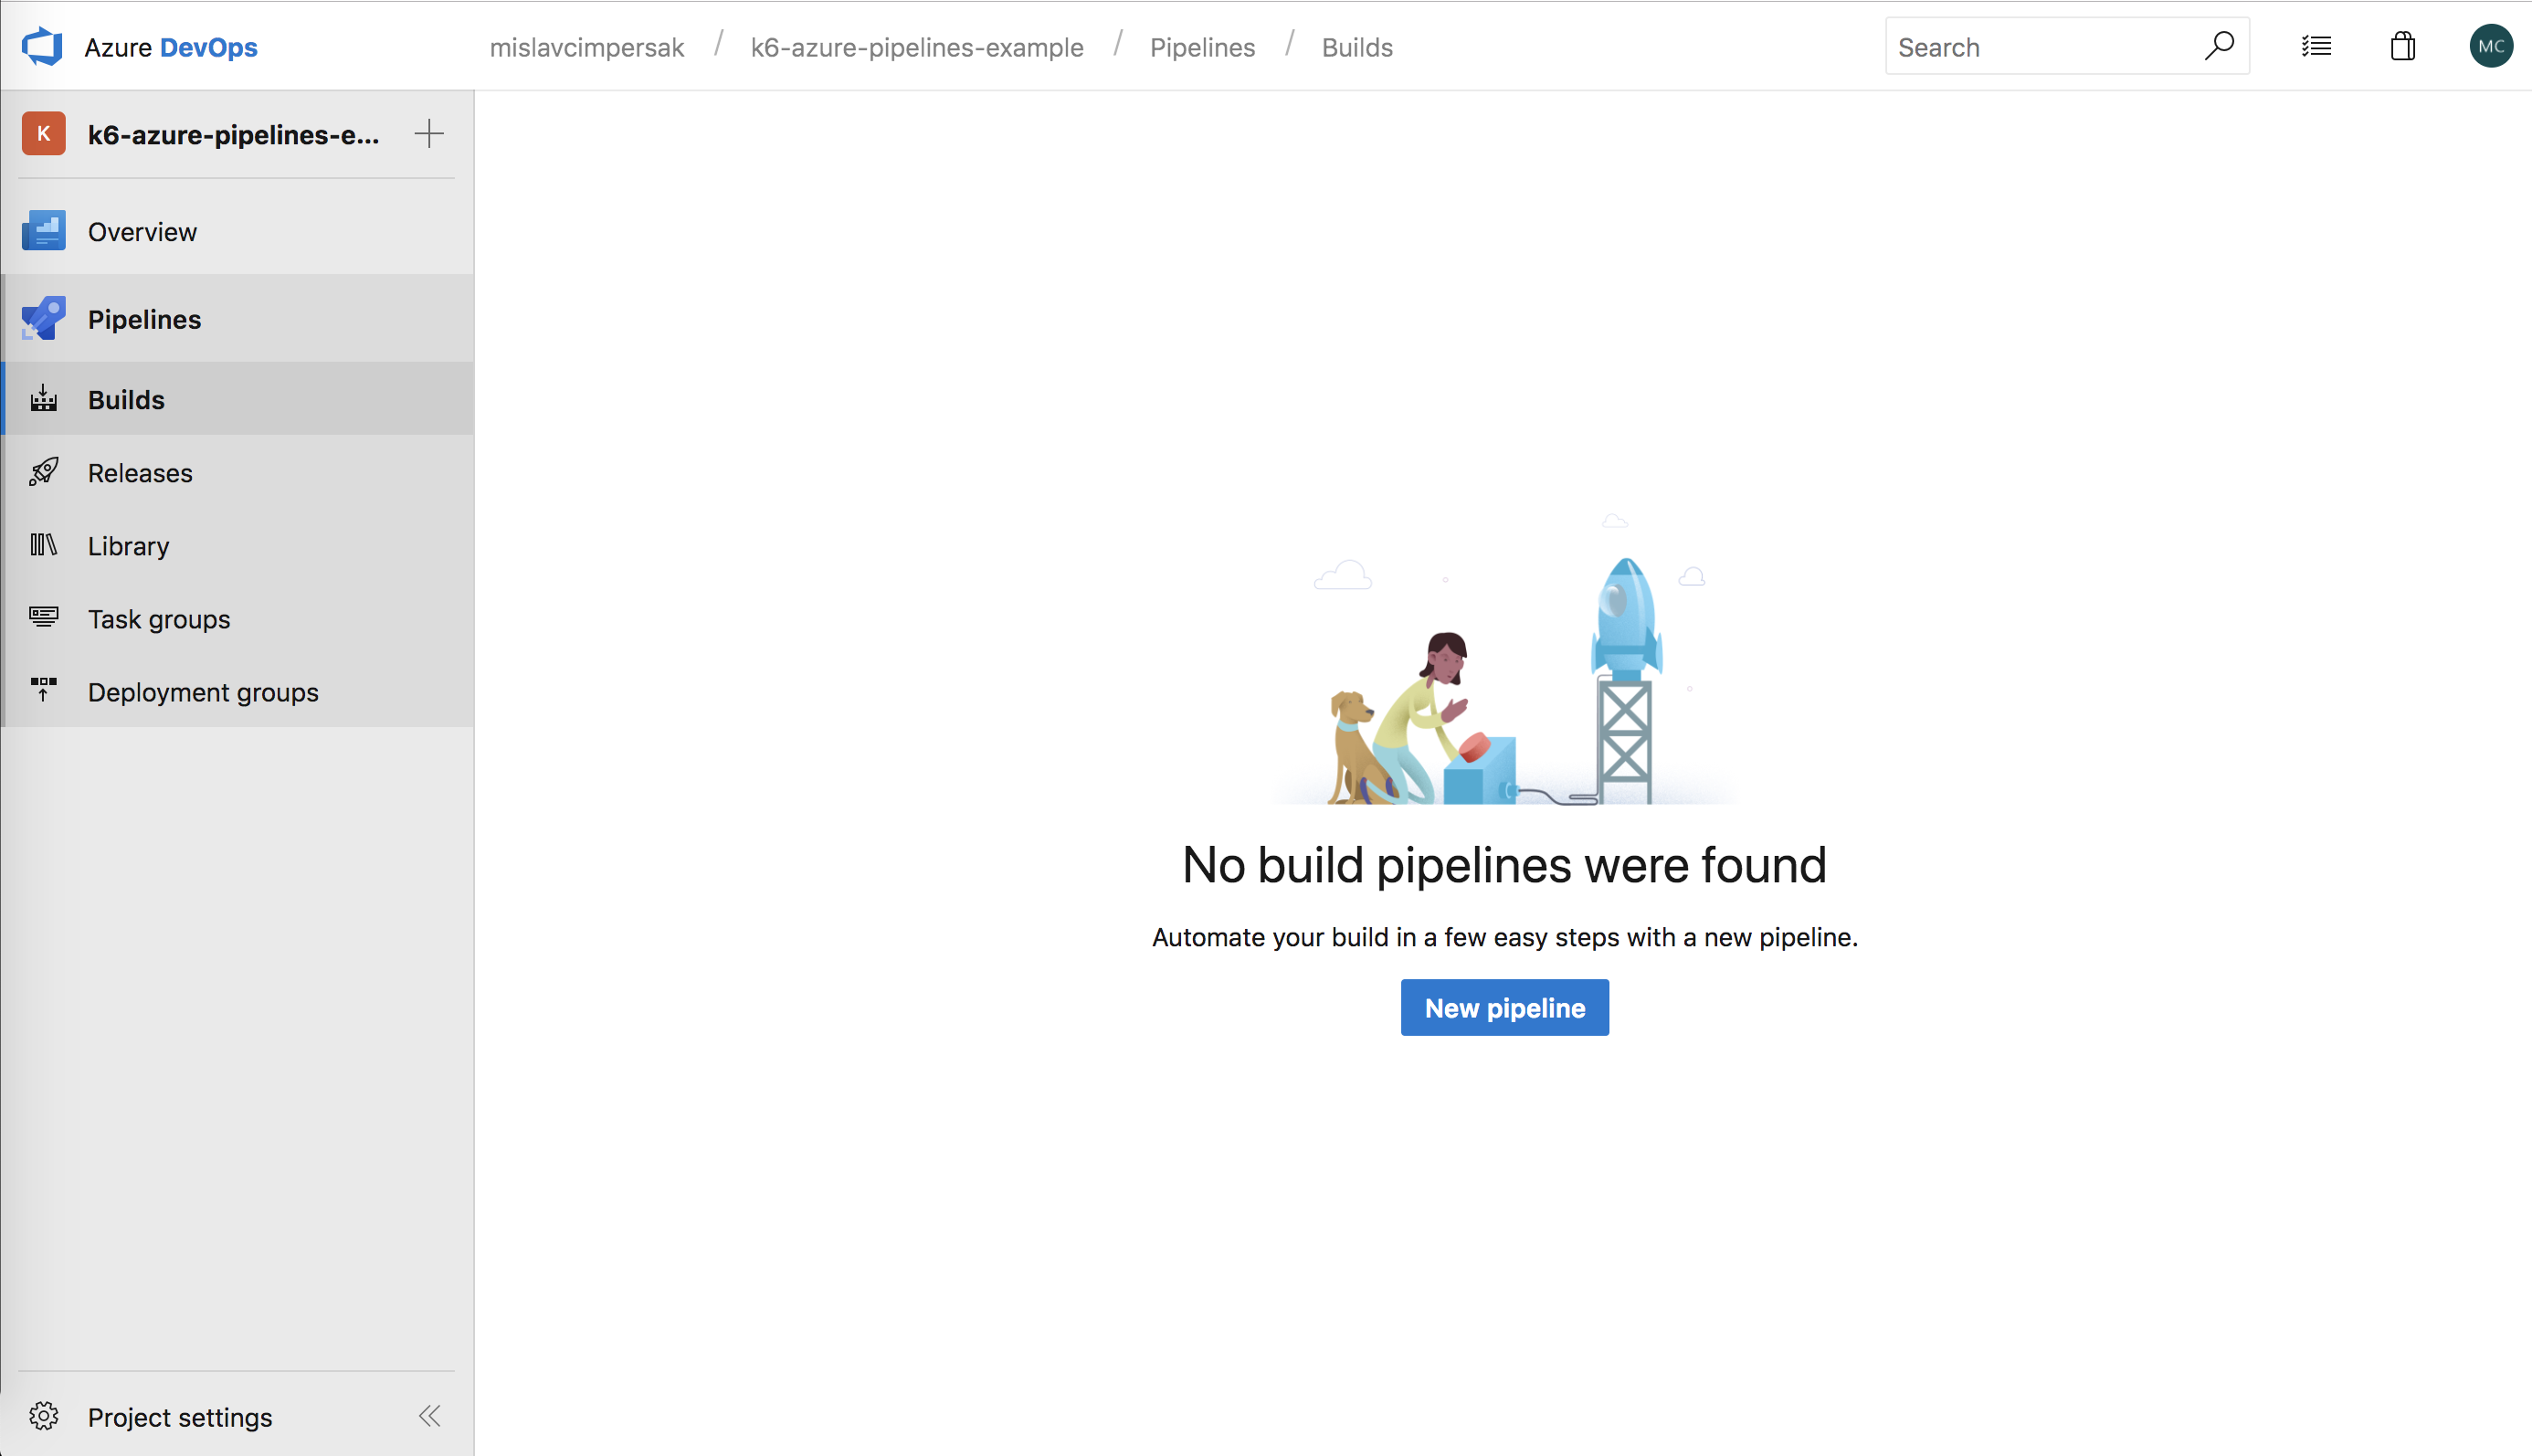 Azure DevOps
mislavcimpersak / k6-azure-pipelines-example / Pipelines / Builds
Search
MC
K
k6-azure-pipelines-e...
Overview
Pipelines
Builds
Releases
Library
Task groups
Deployment groups
No build pipelines were found
Automate your build in a few easy steps with a new pipeline.
New pipeline
Project settings